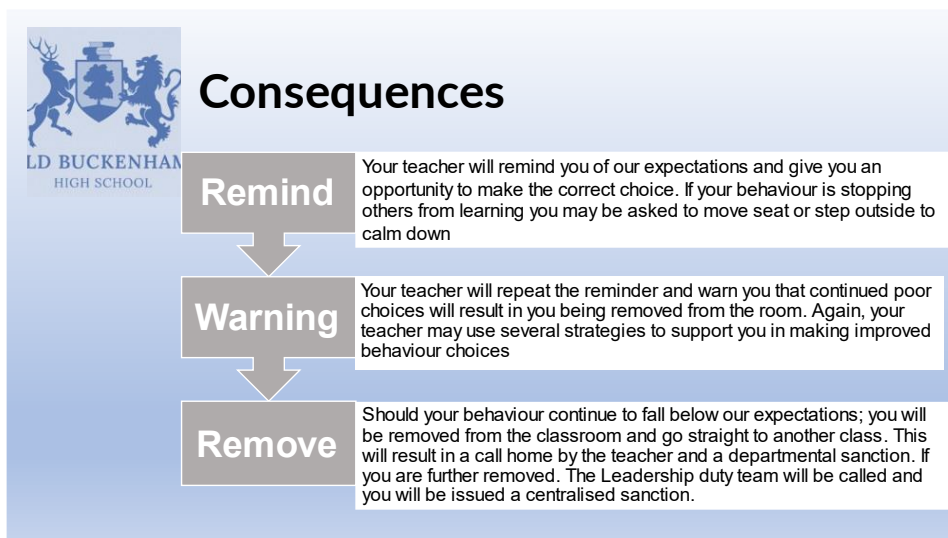 Consequences
LD BUCKENHAM
HIGH SCHOOL
Remind
Your teacher will remind you of our expectations and give you an
opportunity to make the correct choice. If your behaviour is stopping
others from learning you may be asked to move seat or step outside to
calm down
Warning
Your teacher will repeat the reminder and warn you that continued poor
choices will result in you being removed from the room. Again, your
teacher may use several strategies to support you in making improved
behaviour choices
Remove
Should your behaviour continue to fall below our expectations; you will
be removed from the classroom and go straight to another class. This
will result in a call home by the teacher and a departmental sanction. If
you are further removed. The Leadership duty team will be called and
you will be issued a centralised sanction.